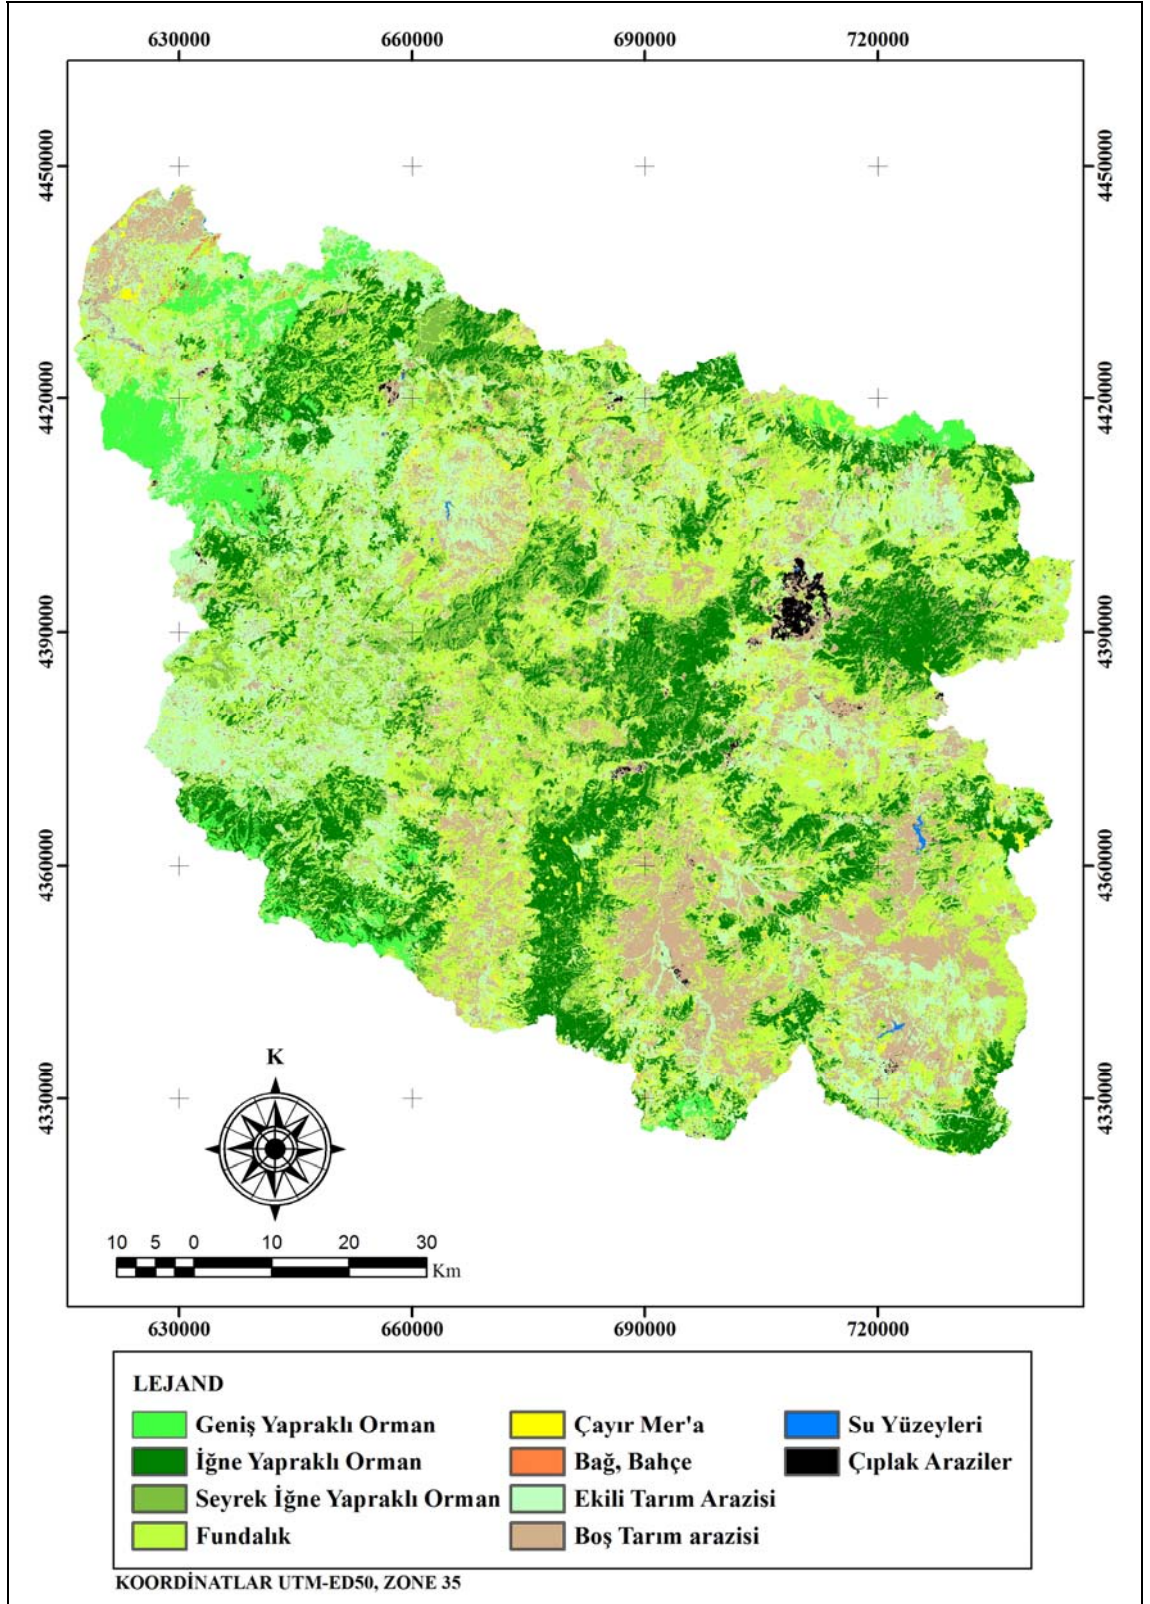 630000 660000 690000 720000
4450000 4450000
4420000 4420000
4390000 4390000
4360000 4360000
4330000 4330000
K
10 5 0 10 20 30
Km
630000 660000 690000 720000
LEJAND
Geniş Yapraklı Orman Çayır Mer'a Su Yüzeyleri
İğne Yapraklı Orman Bağ, Bahçe Çıplak Araziler
Seyrek İğne Yapraklı Orman Ekili Tarım Arazisi
Fundalık Boş Tarım arazisi
KOORDİNATLAR UTM-ED50, ZONE 35